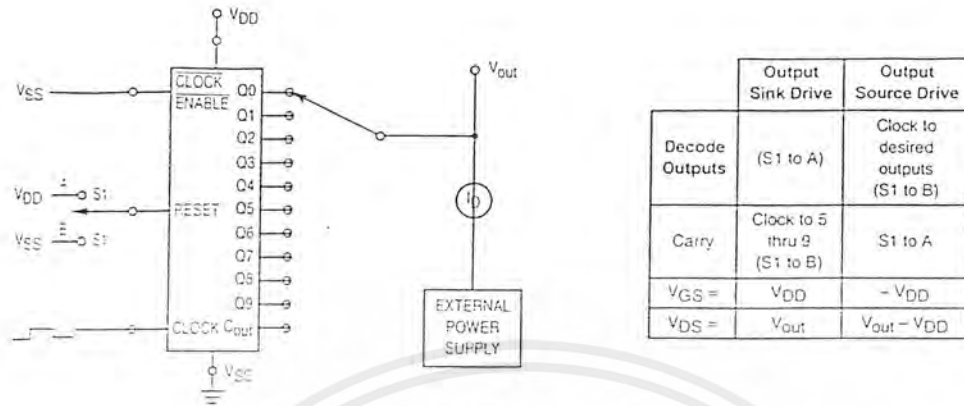 VDD
VSS
CLOCK
ENABLE
Q0
Q1
Q2
Q3
Q4
Q5
Q6
Q7
Q8
Q9
VDD
A
S1
RESET
VSS
B
S1
CLOCK Cout
VSS
Vout
ID
EXTERNAL
POWER
SUPPLY
Output
Sink Drive
Output
Source Drive
Decode
Outputs
(S1 to A)
Clock to
desired
outputs
(S1 to B)
Carry
Clock to 5
thru 9
(S1 to B)
S1 to A
VGS =
VDD
– VDD
VDS =
Vout
Vout – VDD